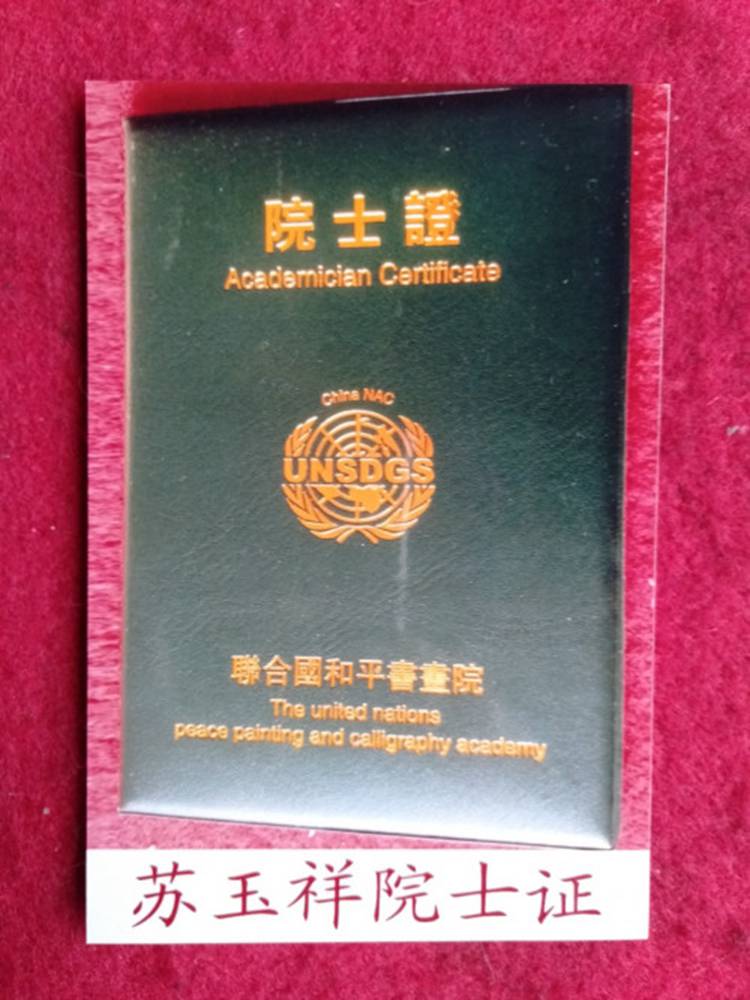 院士證
Academician Certificate
China NAC
UNSDGS
聯合國和平書畫院
The united nations
peace painting and calligraphy academy
苏玉祥院士证